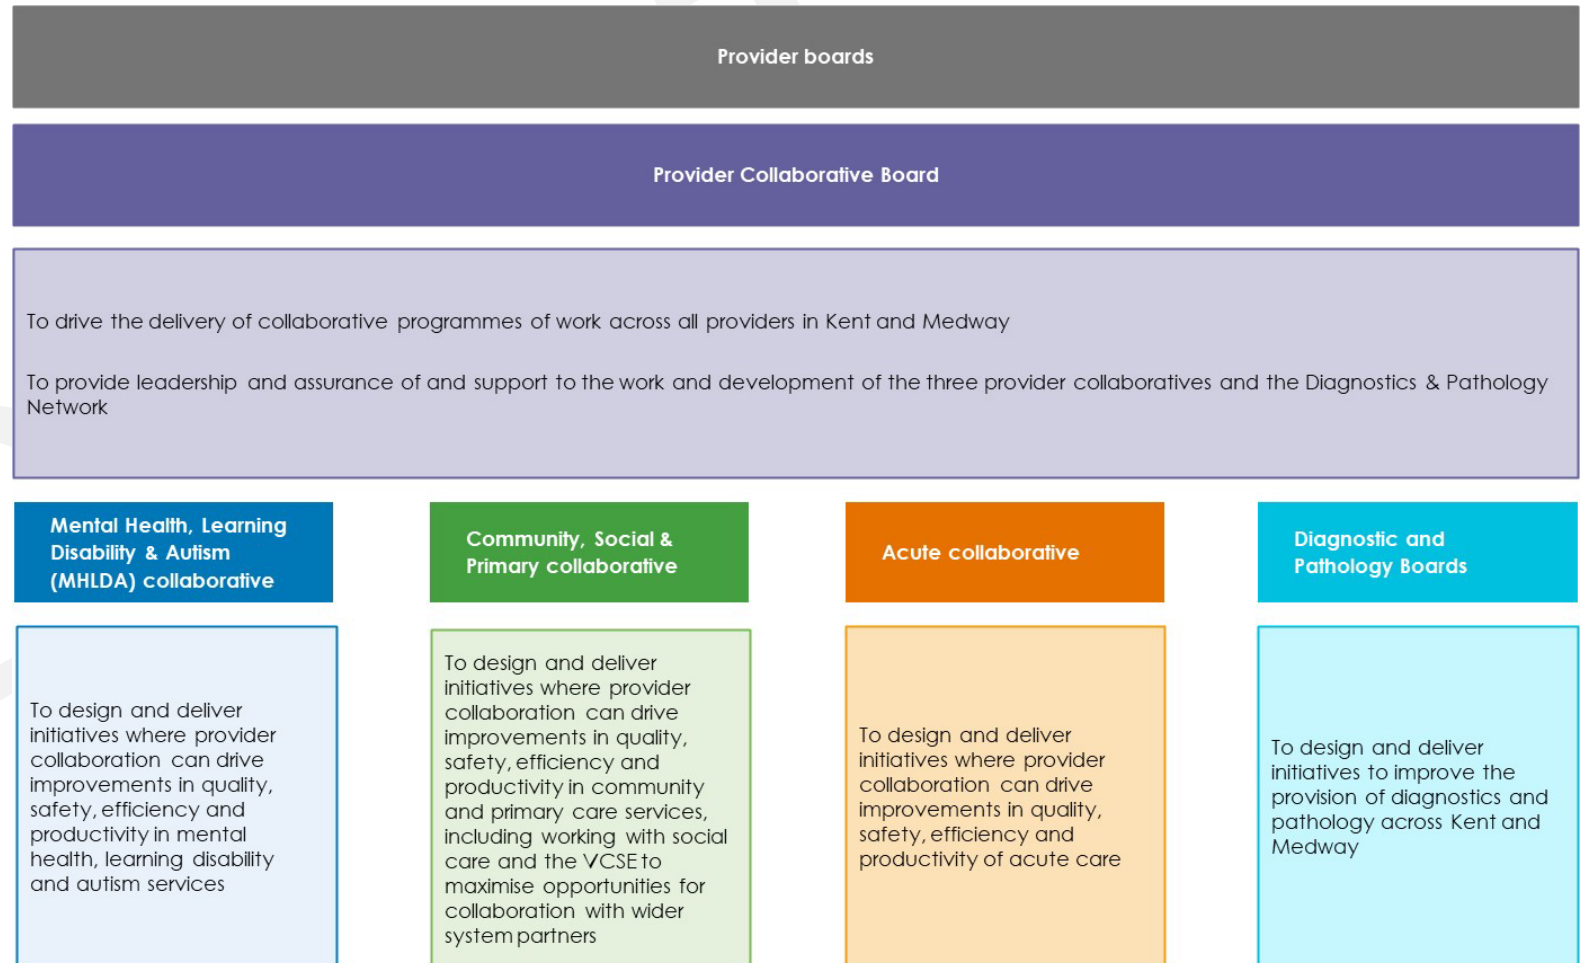 Provider boards
Provider Collaborative Board
To drive the delivery of collaborative programmes of work across all providers in Kent and Medway
To provide leadership and assurance of and support to the work and development of the three provider collaboratives and the Diagnostics & Pathology
Network
Mental Health, Learning
Disability & Autism
(MHLDA) collaborative
To design and deliver
initiatives where provider
collaboration can drive
improvements in quality,
safety, efficiency and
productivity in mental
health, learning disability
and autism services
Community, Social &
Primary collaborative
To design and deliver
initiatives where provider
collaboration can drive
improvements in quality,
safety, efficiency and
productivity in community
and primary care services,
including working with social
care and the VCSE to
maximise opportunities for
collaboration with wider
system partners
Acute collaborative
To design and deliver
initiatives where provider
collaboration can drive
improvements in quality,
safety, efficiency and
productivity of acute care
Diagnostic and
Pathology Boards
To design and deliver
initiatives to improve the
provision of diagnostics and
pathology across Kent and
Medway